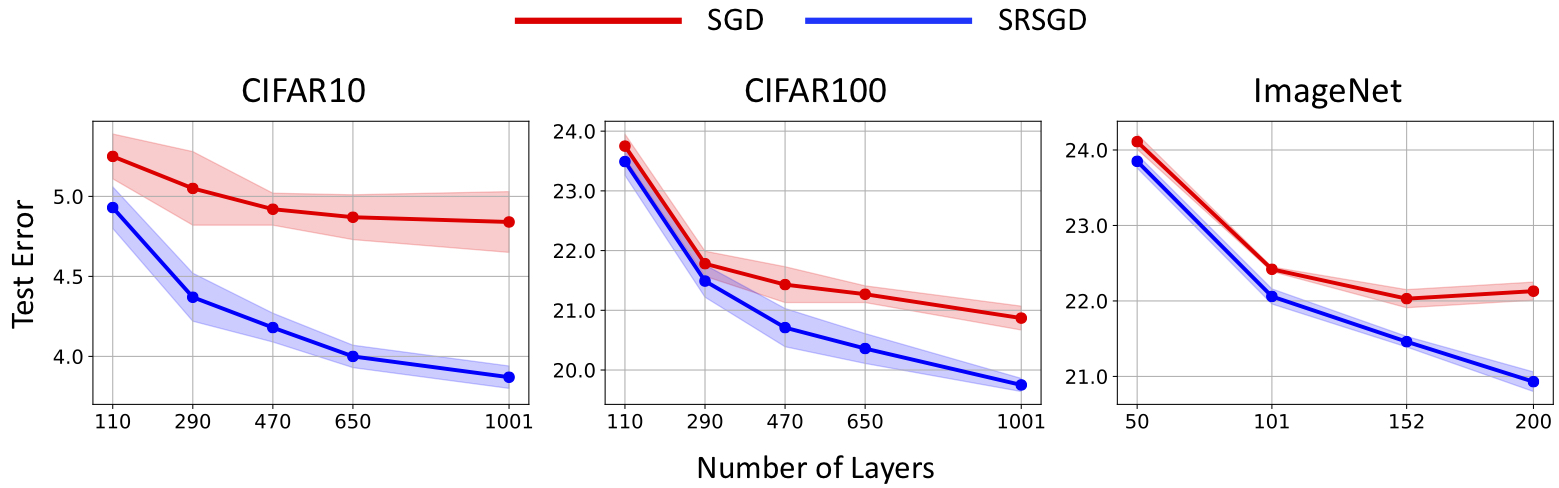 SGD SRSGD
CIFAR10 CIFAR100 ImageNet
Test Error
5.0
4.5
4.0
110 290 470 650 1001
24.0
23.0
22.0
21.0
20.0
110 290 470 650 1001
24.0
23.0
22.0
21.0
50 101 152 200
Number of Layers